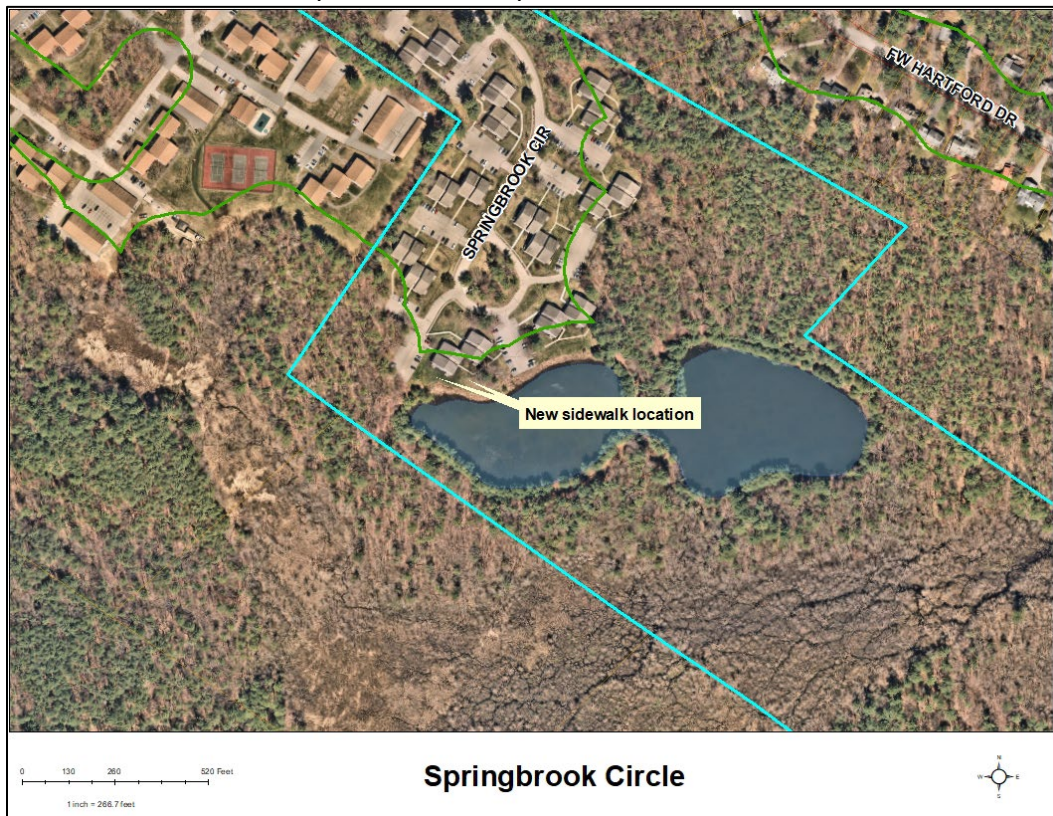 FW HARTFORD DR
SPRINGBROOK CIR
New sidewalk location
0 130 260 520 Feet
1 inch = 266.7 feet
Springbrook Circle
N
W E
S